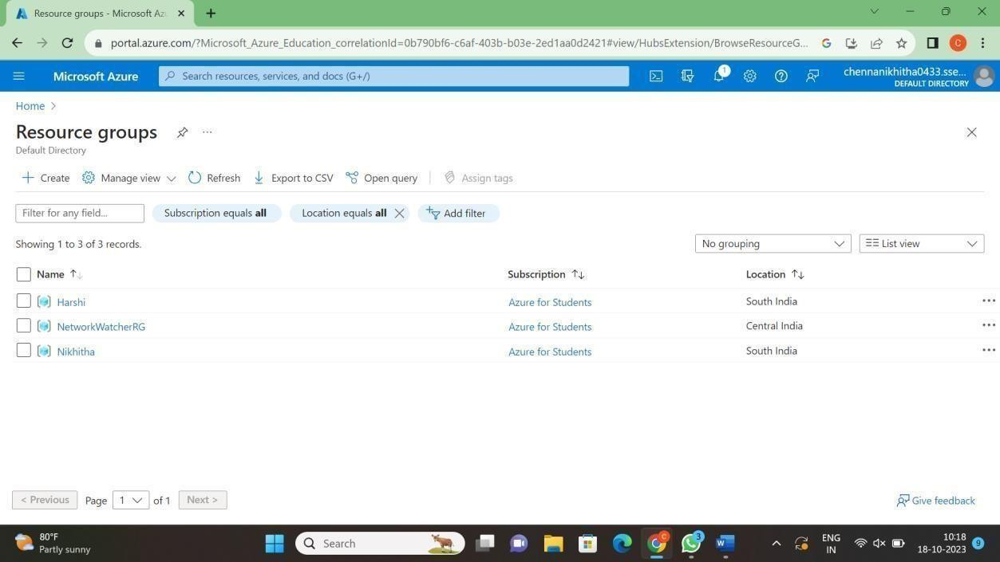 Resource groups - Microsoft Az
portal.azure.com/?Microsoft_Azure_Education_correlationId=0b790bf6-c6af-403b-b03e-2ed1aa0d2421#view/HubsExtension/BrowseResourceG...
G
C
Microsoft Azure
Search resources, services, and docs (G+/)
1
chennanikhitha0433.sse...
DEFAULT DIRECTORY
Home >
Resource groups
...
Default Directory
Create
Manage view
Refresh
Export to CSV
Open query
Assign tags
Filter for any field...
Subscription equals all
Location equals all
Add filter
Showing 1 to 3 of 3 records.
No grouping
List view
Name
Subscription
Location
Harshi
Azure for Students
South India
NetworkWatcherRG
Azure for Students
Central India
Nikhitha
Azure for Students
South India
< Previous
Page
1
of 1
Next >
Give feedback
80°F
Partly sunny
Search
C
3
W
ENG
IN
10:18
18-10-2023
9